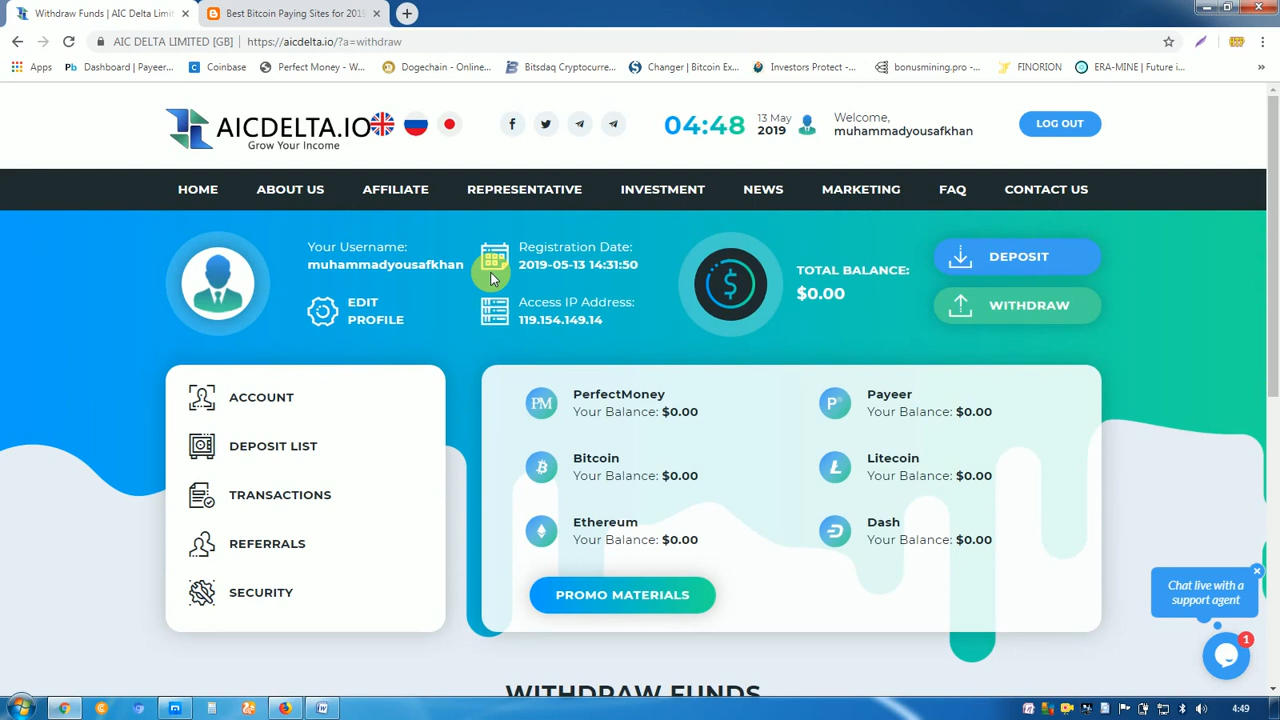 Withdraw Funds | AIC Delta Limit
Best Bitcoin Paying Sites for 2019
AIC DELTA LIMITED [GB]
https://aicdelta.io/?a=withdraw
Apps
Pb Dashboard | Payeer...
Coinbase
Perfect Money - W...
Dogechain - Online...
Bitsdaq Cryptocurre...
Changer | Bitcoin Ex...
Investors Protect -...
bonusmining.pro -...
FINORION
ERA-MINE | Future i...
»
AICDELTA.IO
Grow Your Income
04:48
13 May
2019
Welcome,
muhammadyousafkhan
LOG OUT
HOME
ABOUT US
AFFILIATE
REPRESENTATIVE
INVESTMENT
NEWS
MARKETING
FAQ
CONTACT US
Your Username:
muhammadyousafkhan
EDIT
PROFILE
Registration Date:
2019-05-13 14:31:50
Access IP Address:
119.154.149.14
TOTAL BALANCE:
$0.00
DEPOSIT
WITHDRAW
ACCOUNT
DEPOSIT LIST
TRANSACTIONS
REFERRALS
SECURITY
PM
PerfectMoney
Your Balance: $0.00
P
Payeer
Your Balance: $0.00
Bitcoin
Your Balance: $0.00
Litecoin
Your Balance: $0.00
Ethereum
Your Balance: $0.00
Dash
Your Balance: $0.00
PROMO MATERIALS
Chat live with a
support agent
1
WITHDRAW FUNDS
4:49